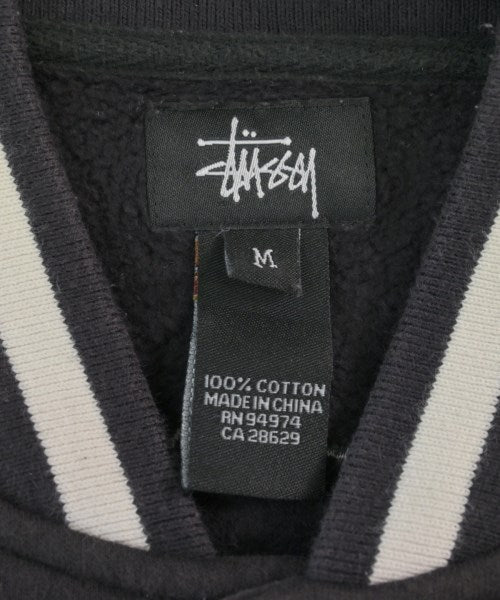 Stüssy
M
100% COTTON
MADE IN CHINA
RN 94974
CA 28629